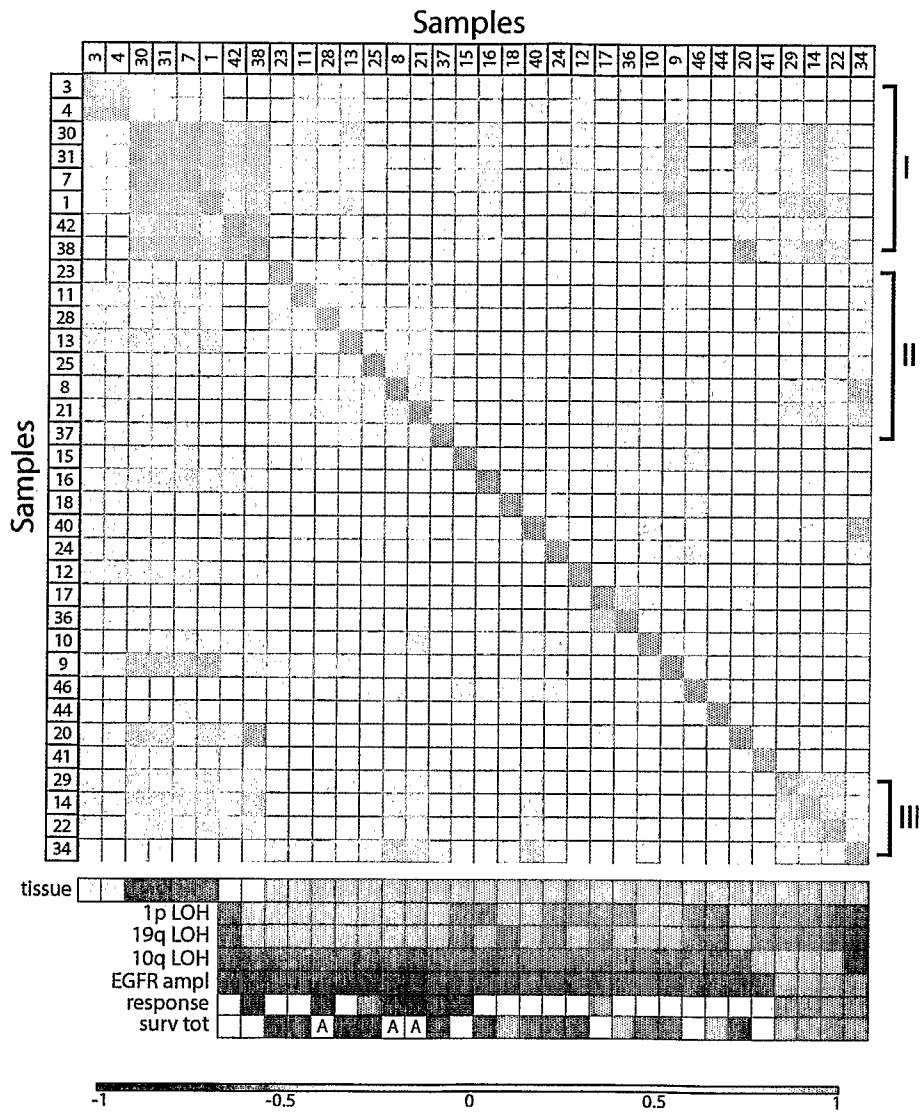 Samples
3 4 30 31 7 1 42 38 23 11 28 13 25 8 21 37 15 16 18 40 24 12 17 36 10 9 46 44 20 41 29 14 22 34
Samples
3
4
30
31
7
1
42
38
23
11
28
13
25
8
21
37
15
16
18
40
24
12
17
36
10
9
46
44
20
41
29
14
22
34
I
II
III
tissue
1p LOH
19q LOH
10q LOH
EGFR ampl
response
surv tot A A A
-1 -0.5 0 0.5 1